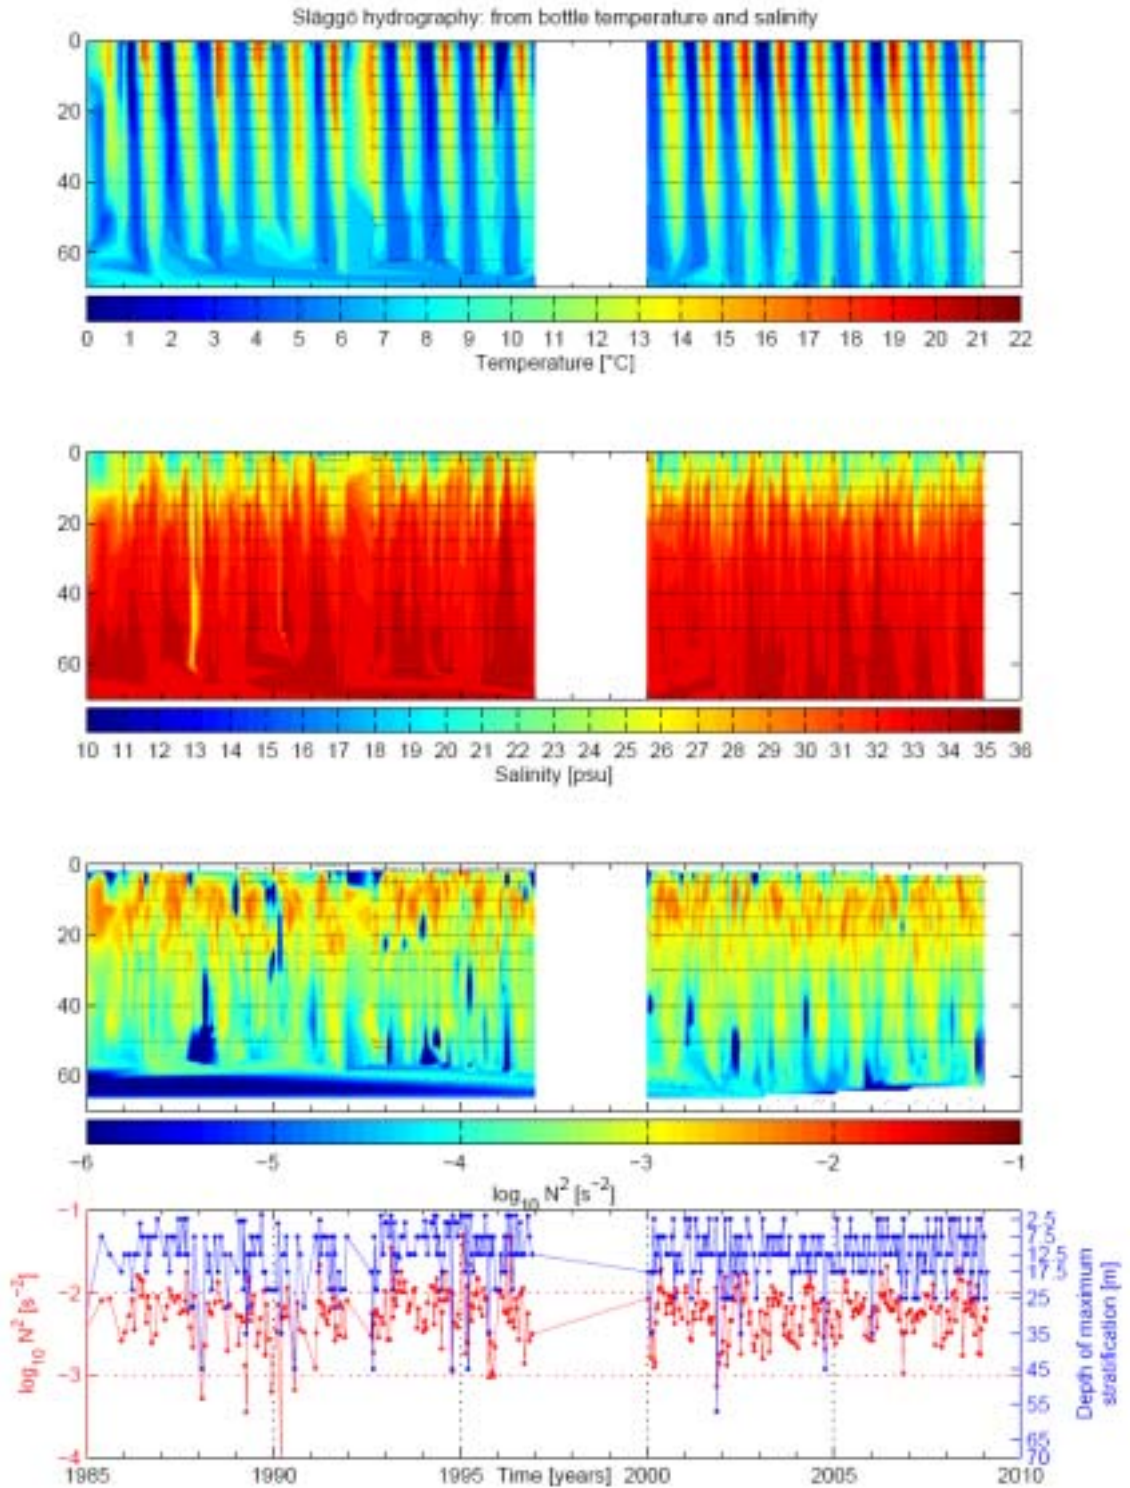 Släggö hydrography: from bottle temperature and salinity
0
20
40
60
0 1 2 3 4 5 6 7 8 9 10 11 12 13 14 15 16 17 18 19 20 21 22
Temperature [°C]
0
20
40
60
10 11 12 13 14 15 16 17 18 19 20 21 22 23 24 25 26 27 28 29 30 31 32 33 34 35 36
Salinity [psu]
0
20
40
60
−6 −5 −4 −3 −2 −1
log10 N2 [s−2]
−1
−2
−3
−4
log10 N2 [s−2]
2.5
7.5
12.5
17.5
25
35
45
55
65
70
Depth of maximum
stratification [m]
1985 1990 1995 Time [years] 2000 2005 2010